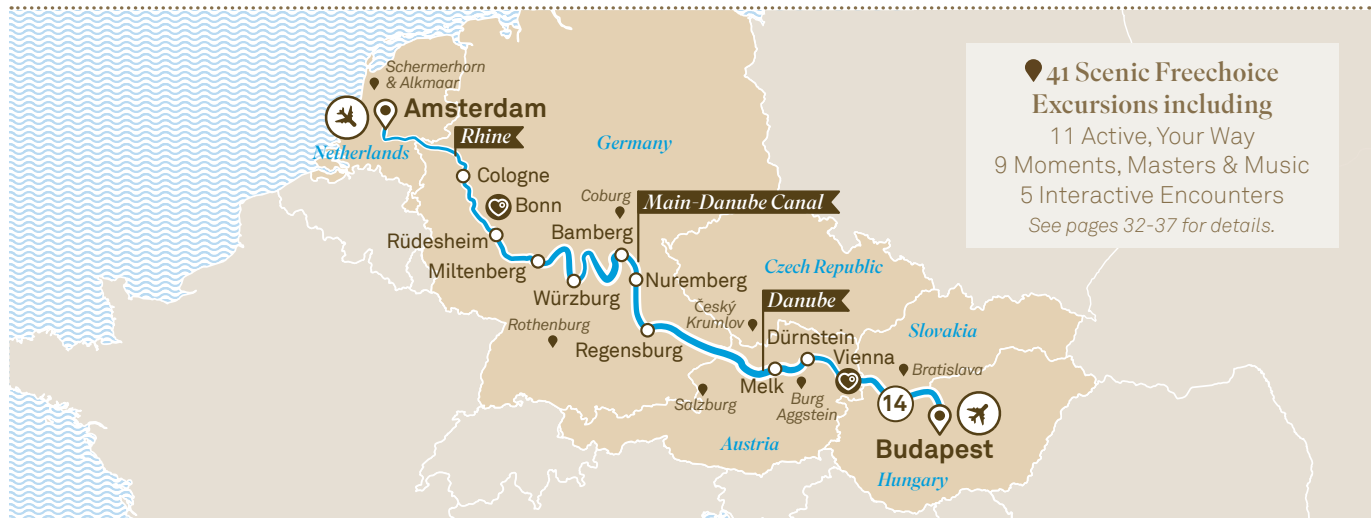 Schermerhorn
& Alkmaar
Amsterdam
Rhine
Netherlands
Germany
Cologne
Bonn
Coburg
Main-Danube Canal
Rüdesheim
Bamberg
Miltenberg
Würzburg
Nuremberg
Czech Republic
Rothenburg
Český
Krumlov
Danube
Regensburg
Dürnstein
Slovakia
Vienna
Bratislava
Melk
Salzburg
Burg
Aggstein
14
Austria
Budapest
Hungary
41 Scenic Freechoice
Excursions including
11 Active, Your Way
9 Moments, Masters & Music
5 Interactive Encounters
See pages 32-37 for details.